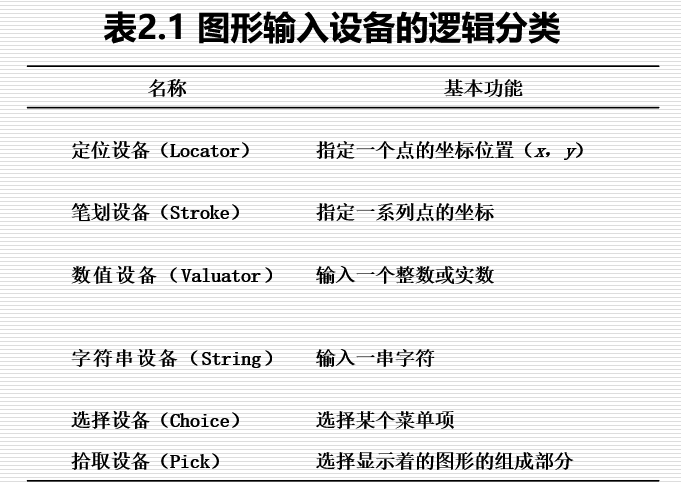 表2.1 图形输入设备的逻辑分类
名称 基本功能
定位设备（Locator） 指定一个点的坐标位置（x，y）
笔划设备（Stroke） 指定一系列点的坐标
数值设备（Valuator） 输入一个整数或实数
字符串设备（String） 输入一串字符
选择设备（Choice） 选择某个菜单项
拾取设备（Pick） 选择显示着的图形的组成部分